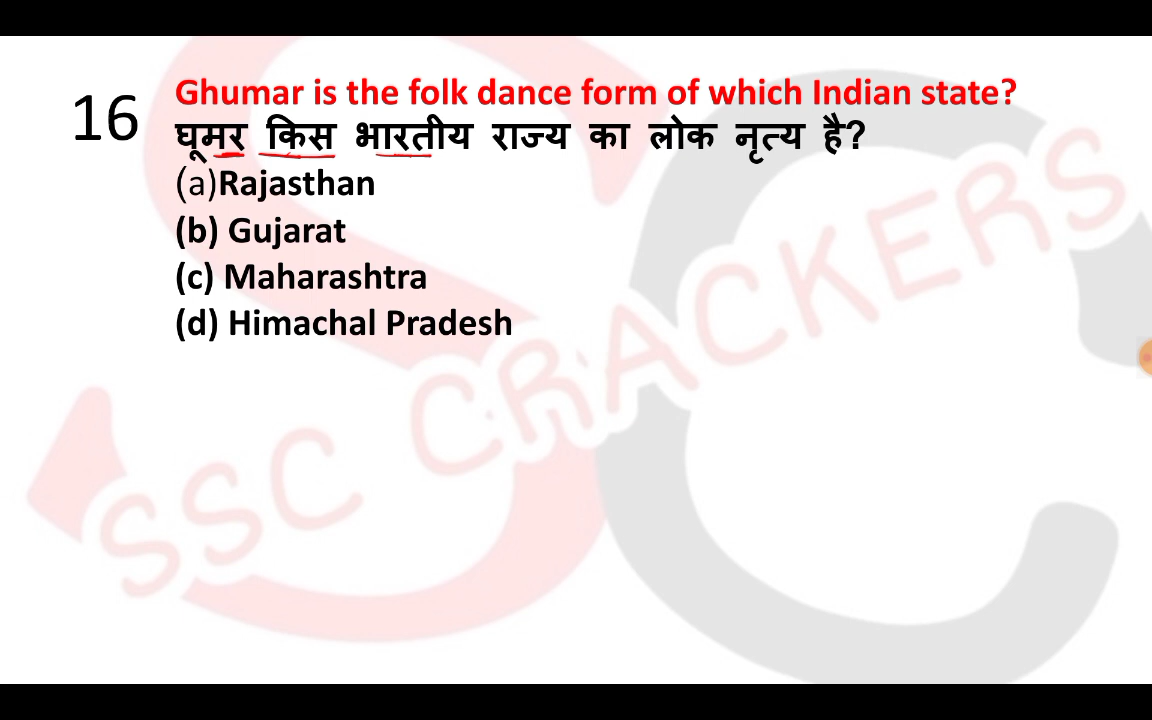 16
Ghumar is the folk dance form of which Indian state?
घूमर किस भारतीय राज्य का लोक नृत्य है?
(a)Rajasthan
(b) Gujarat
(c) Maharashtra
(d) Himachal Pradesh
SSC CRACKERS